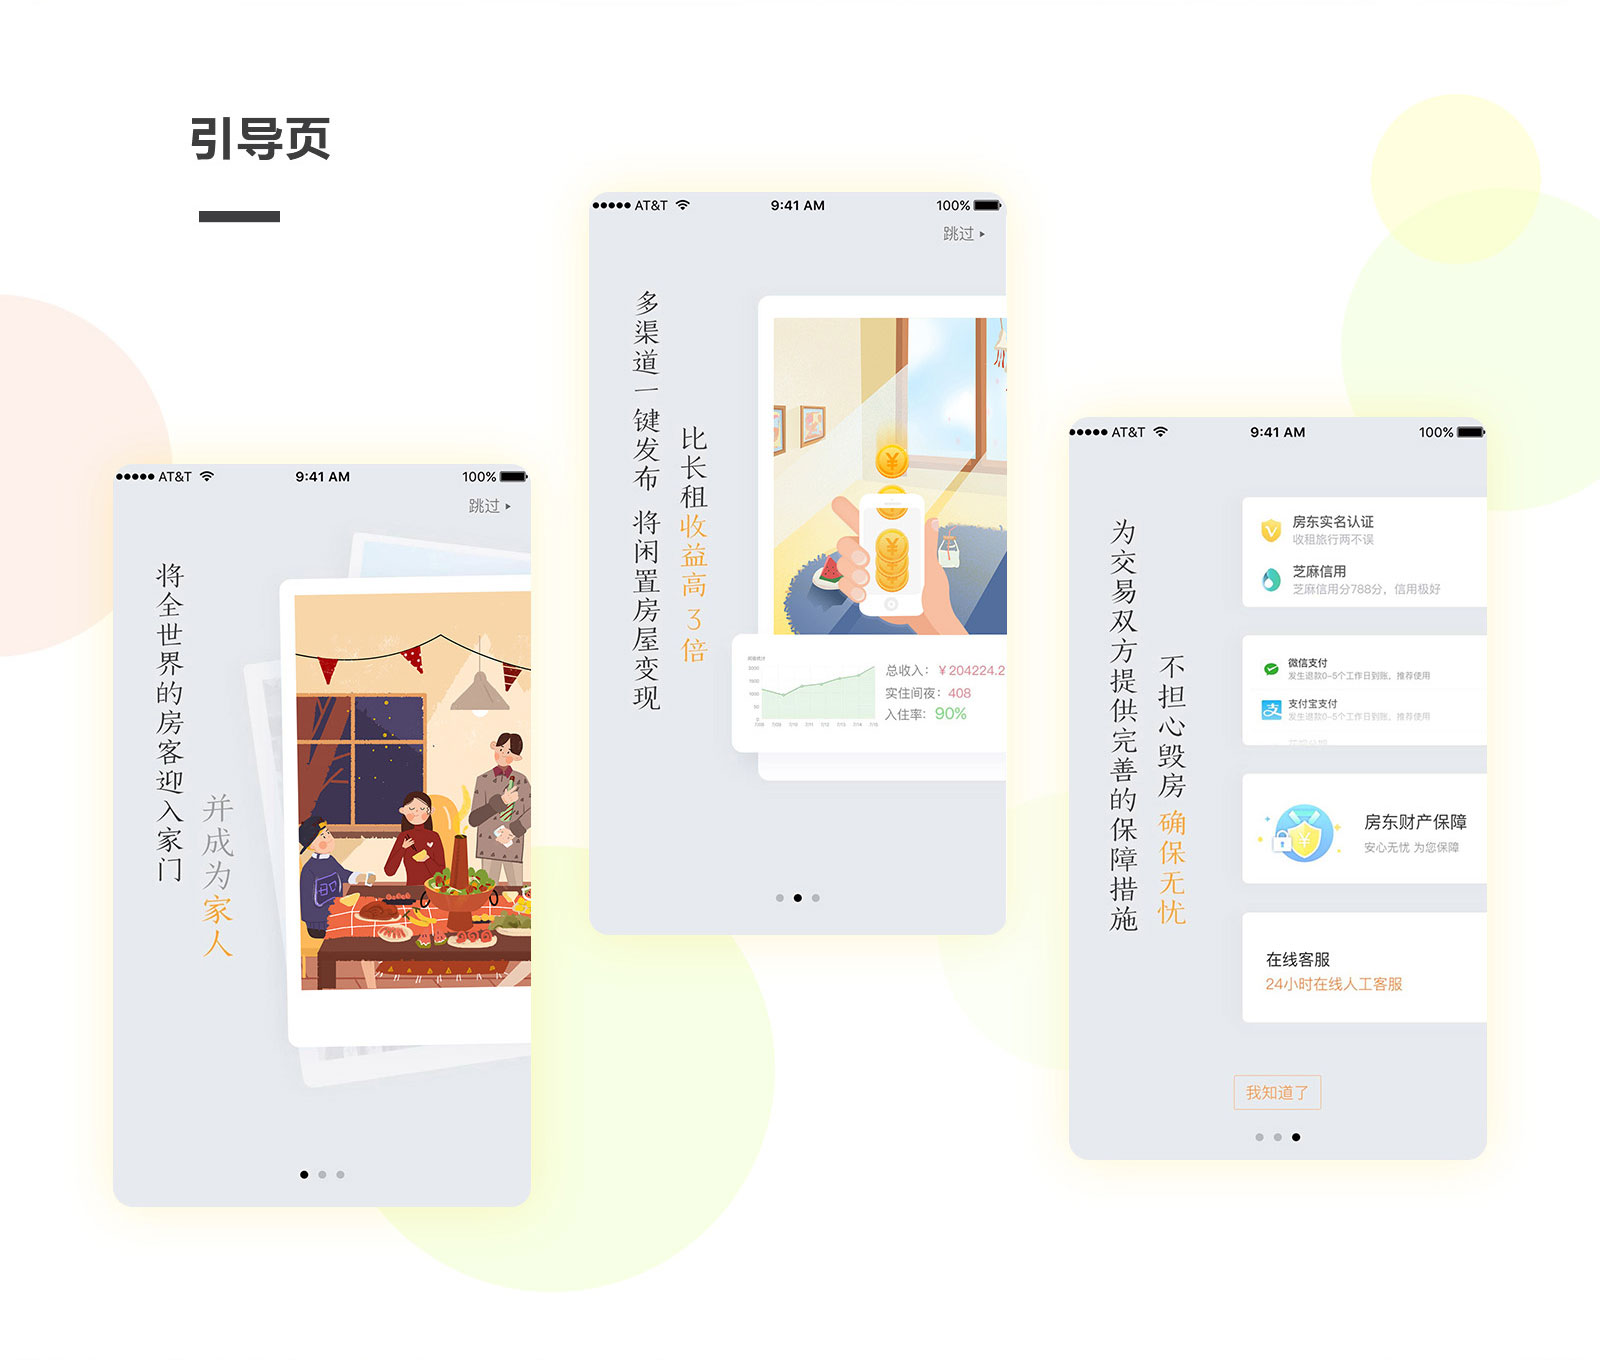 引导页
AT&T 9:41 AM 100%
跳过
将全世界的房客迎入家门
并成为家人
AT&T 9:41 AM 100%
跳过
多渠道一键发布 将闲置房屋变现
比长租收益高3倍
总收入：￥204224.2
实住间夜：408
入住率：90%
AT&T 9:41 AM 100%
为交易双方提供完善的保障措施
不担心毁房 确保无忧
房东实名认证
收租旅行两不误
芝麻信用
芝麻信用分788分，信用极好
微信支付
发生退款0-5个工作日到账，推荐使用
支付宝支付
发生退款0-5个工作日到账，推荐使用
房东财产保障
安心无忧 为您保障
在线客服
24小时在线人工客服
我知道了